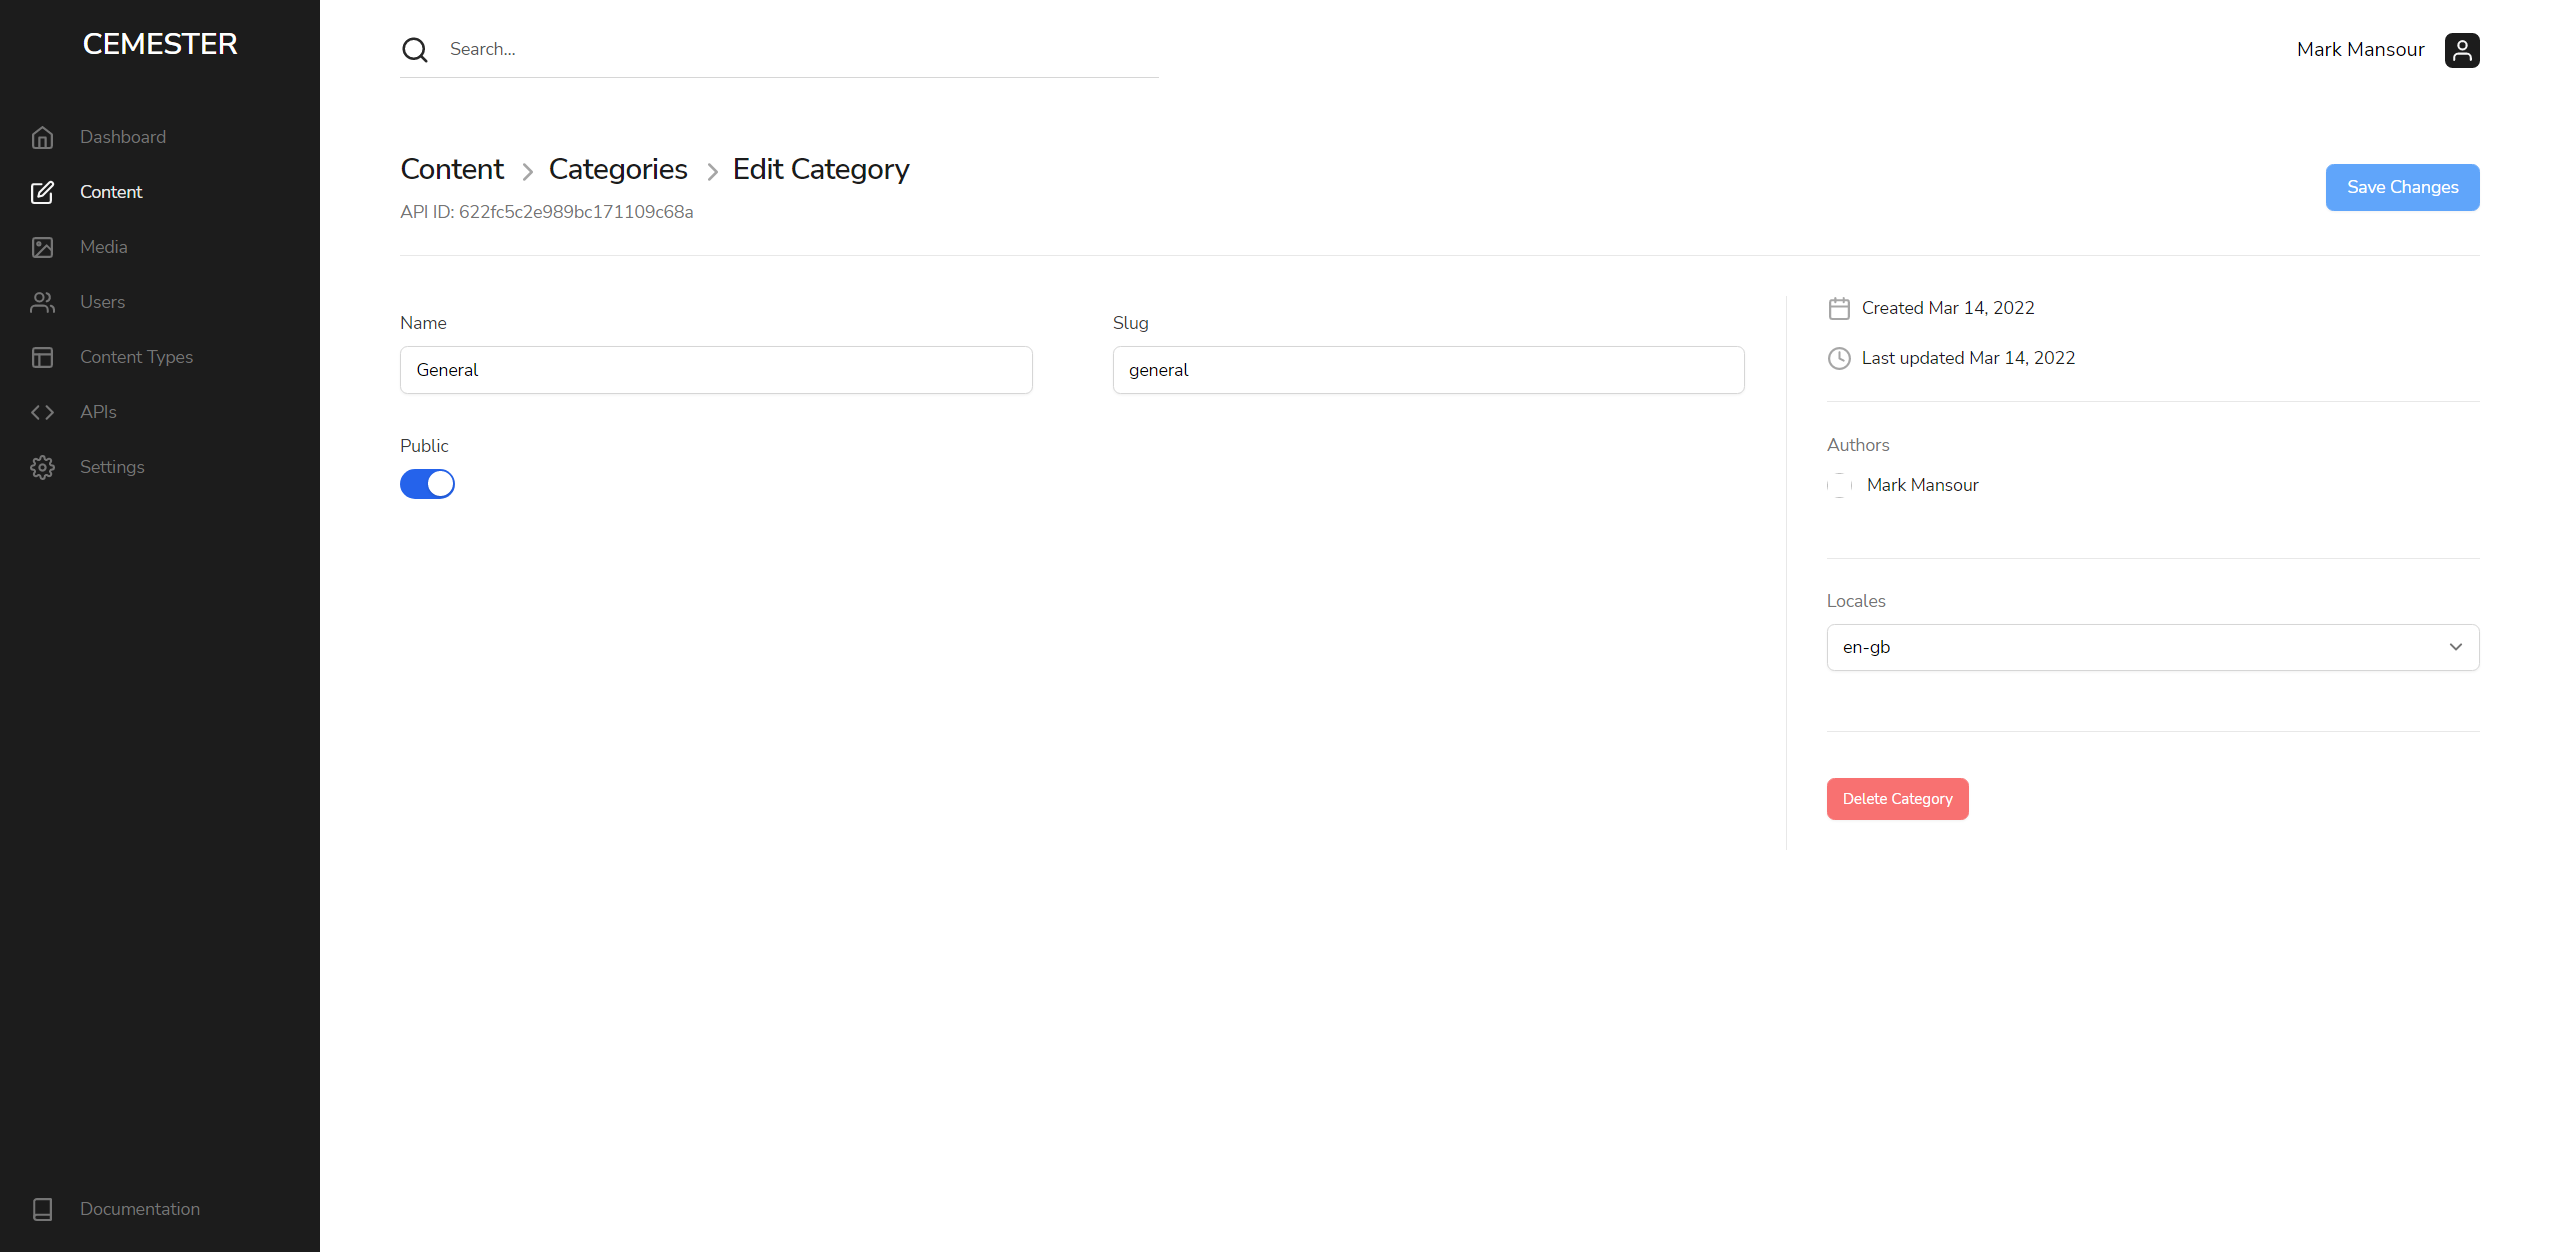 CEMESTER
Dashboard
Content
Media
Users
Content Types
APIs
Settings
Documentation
Search...
Mark Mansour
Content > Categories > Edit Category
API ID: 622fc5c2e989bc171109c68a
Save Changes
Name
General
Slug
general
Public
Created Mar 14, 2022
Last updated Mar 14, 2022
Authors
Mark Mansour
Locales
en-gb
Delete Category